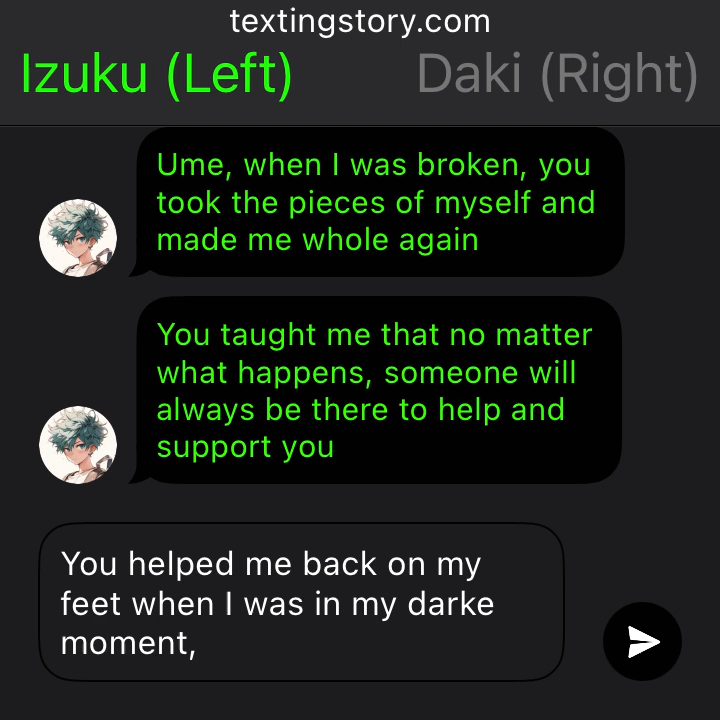 textingstory.com
Izuku (Left) Daki (Right)
Ume, when I was broken, you
took the pieces of myself and
made me whole again
You taught me that no matter
what happens, someone will
always be there to help and
support you
You helped me back on my
feet when I was in my darke
moment,